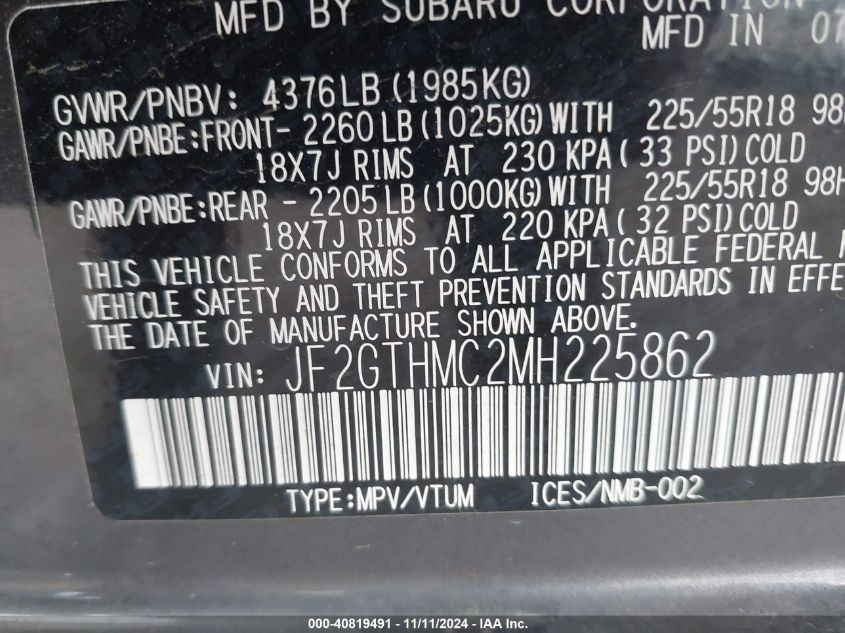 MFD BY SUBARU CORPORATION
MFD IN 07
GVWR/PNBV: 4376LB (1985KG)
GAWR/PNBE:FRONT- 2260LB (1025KG)WITH 225/55R18 98
18X7J RIMS AT 230 KPA( 33 PSI)COLD
GAWR/PNBE:REAR - 2205LB (1000KG)WITH 225/55R18 98H
18X7J RIMS AT 220 KPA( 32 PSI)COLD
THIS VEHICLE CONFORMS TO ALL APPLICABLE FEDERAL
VEHICLE SAFETY AND THEFT PREVENTION STANDARDS IN EFFE
THE DATE OF MANUFACTURE SHOWN ABOVE.
VIN: JF2GTHMC2MH225862
TYPE:MPV/VTUM ICES/NMB-002
000-40819491 - 11/11/2024 - COPYRIGHT IAA, Inc.